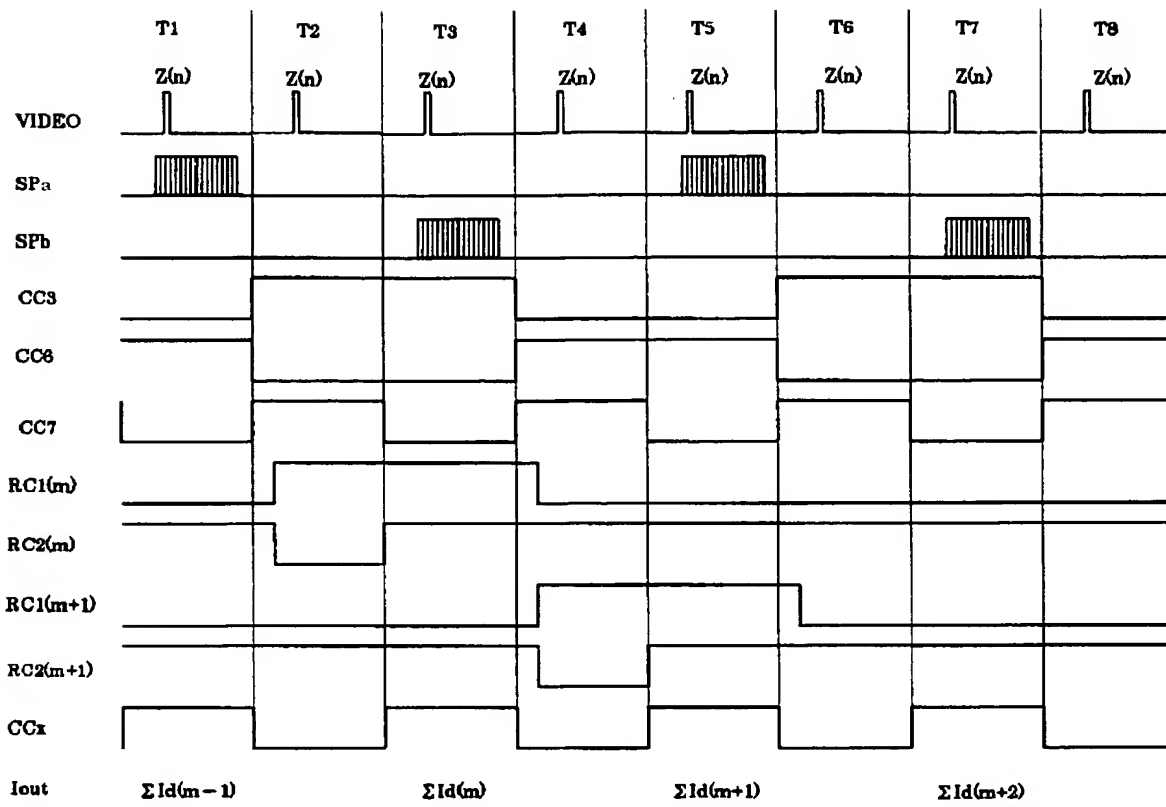 T1 T2 T3 T4 T5 T6 T7 T8
Z(n) Z(n) Z(n) Z(n) Z(n) Z(n) Z(n) Z(n)
VIDEO
SPa
SPb
CC3
CC6
CC7
RC1(m)
RC2(m)
RC1(m+1)
RC2(m+1)
CCx
Iout ΣId(m-1) ΣId(m) ΣId(m+1) ΣId(m+2)